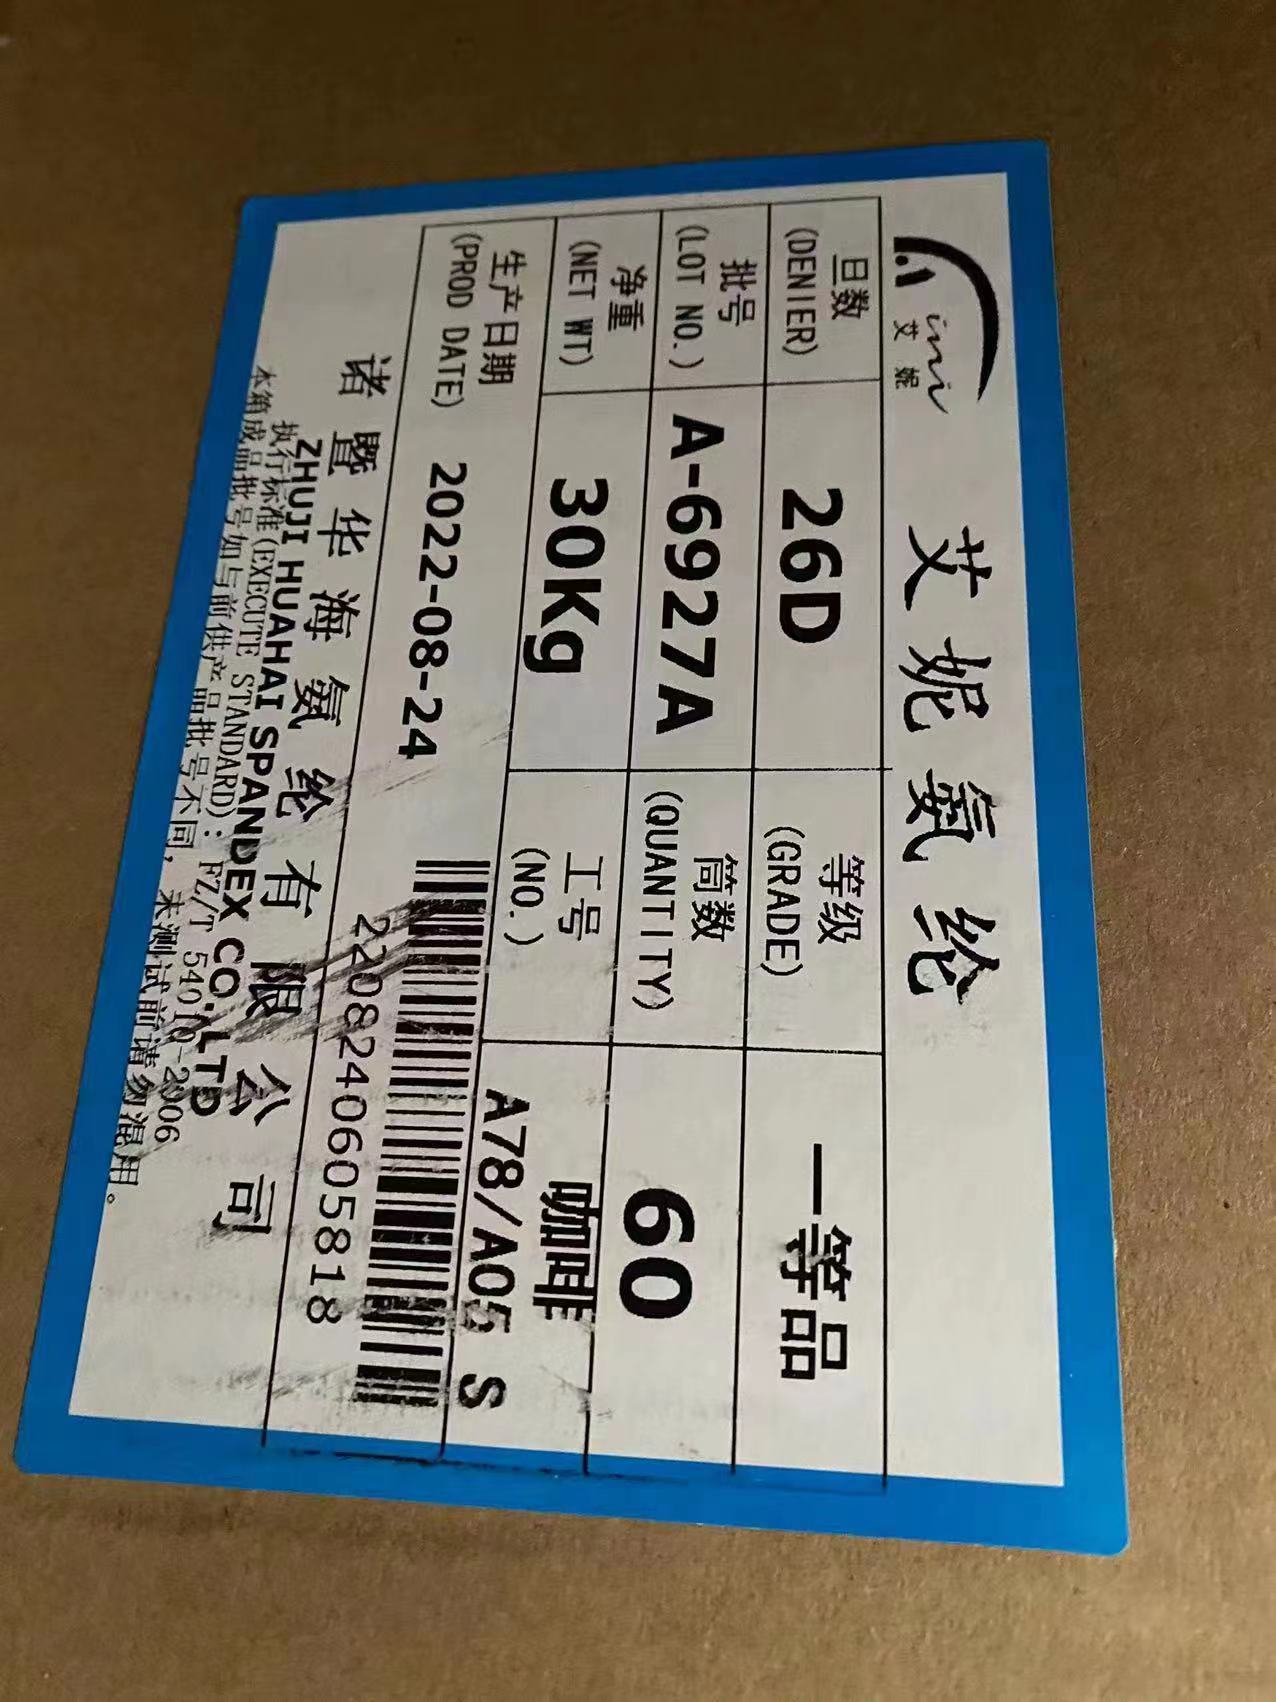 Aini
艾妮
艾妮氨纶
旦数
(DENIER)
26D
等级
(GRADE)
一等品
批号
(LOT NO.)
A-6927A
筒数
(QUANTITY)
60
净重
(NET WT)
30Kg
工号
(NO.)
咖啡
A78/A05 S
生产日期
(PROD DATE)
2022-08-24
2208240605818
诸暨华海氨纶有限公司
ZHUJI HUAHAI SPANDEX CO.,LTD
执行标准(EXECUTE STANDARD): FZ/T 54010-2006
本箱成品批号如与前供产品批号不同，未测试前请勿混用。